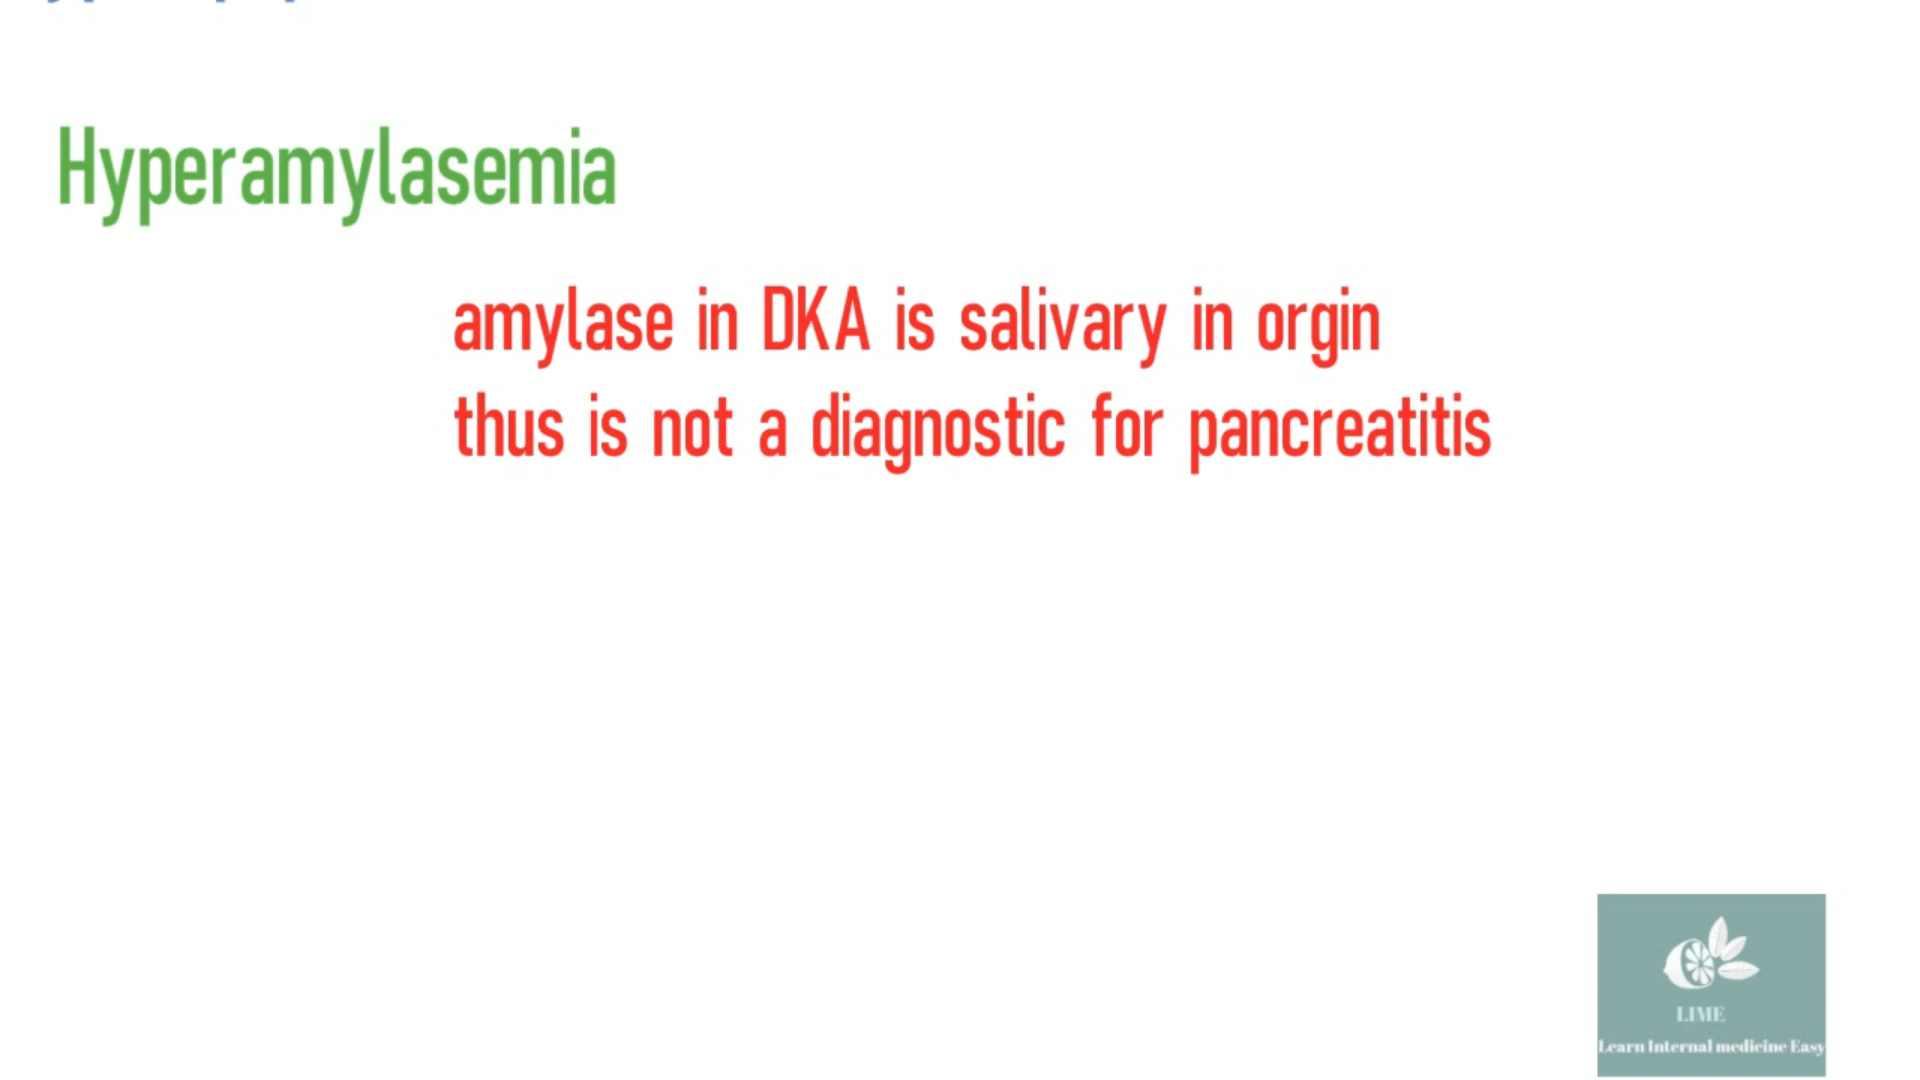 Hyperamylasemia
amylase in DKA is salivary in orgin
thus is not a diagnostic for pancreatitis
LIME
Learn Internal medicine Easy